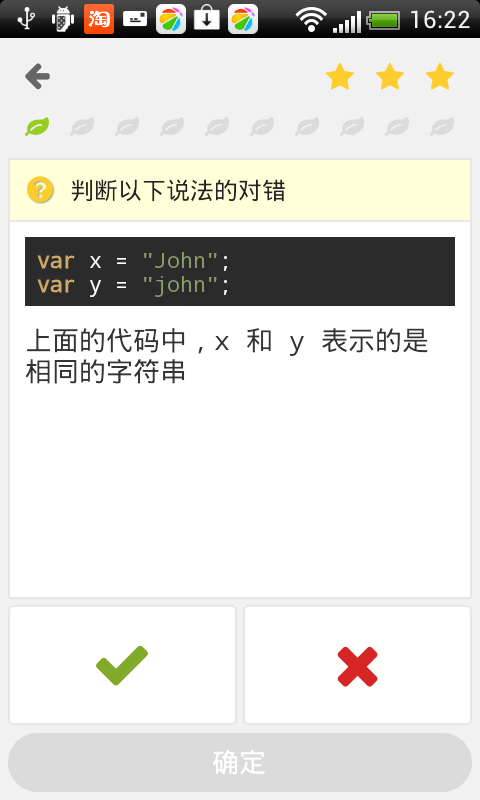 淘 16:22
? 判断以下说法的对错
var x = "John";
var y = "john";
上面的代码中,x 和 y 表示的是
相同的字符串
确定